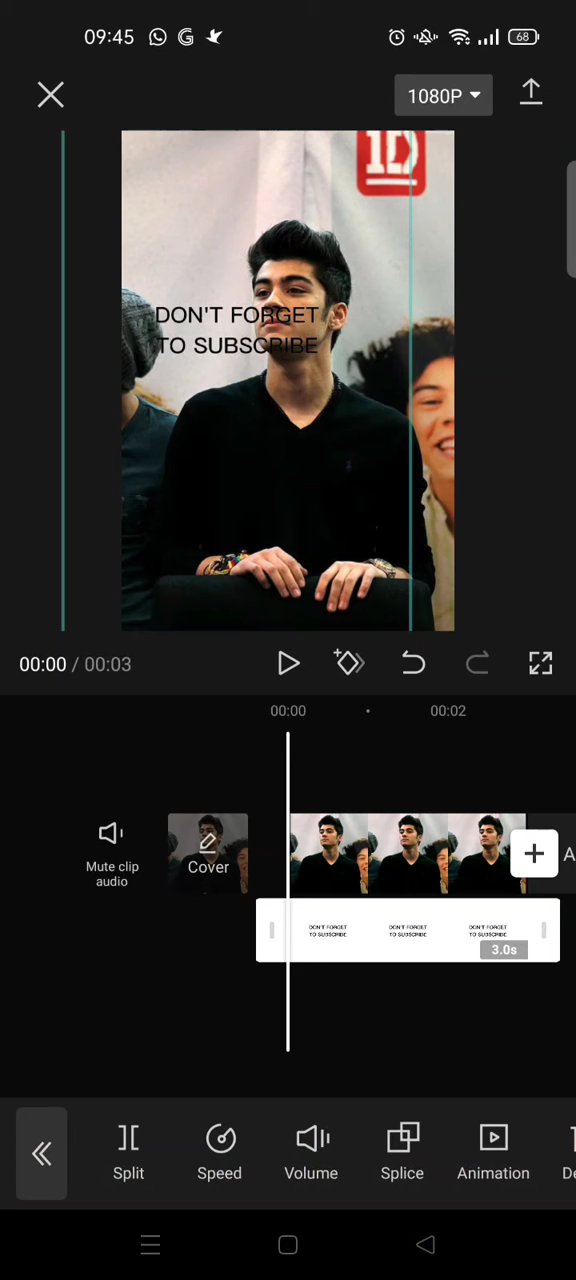 09:45
68
1080P
1D
DON'T FORGET
TO SUBSCRIBE
00:00 / 00:03
00:00
00:02
Mute clip
audio
Cover
A
DON'T FORGET
TO SUBSCRIBE
DON'T FORGET
TO SUBSCRIBE
DON'T FORGET
TO SUBSCRIBE
3.0s
Split
Speed
Volume
Splice
Animation
De